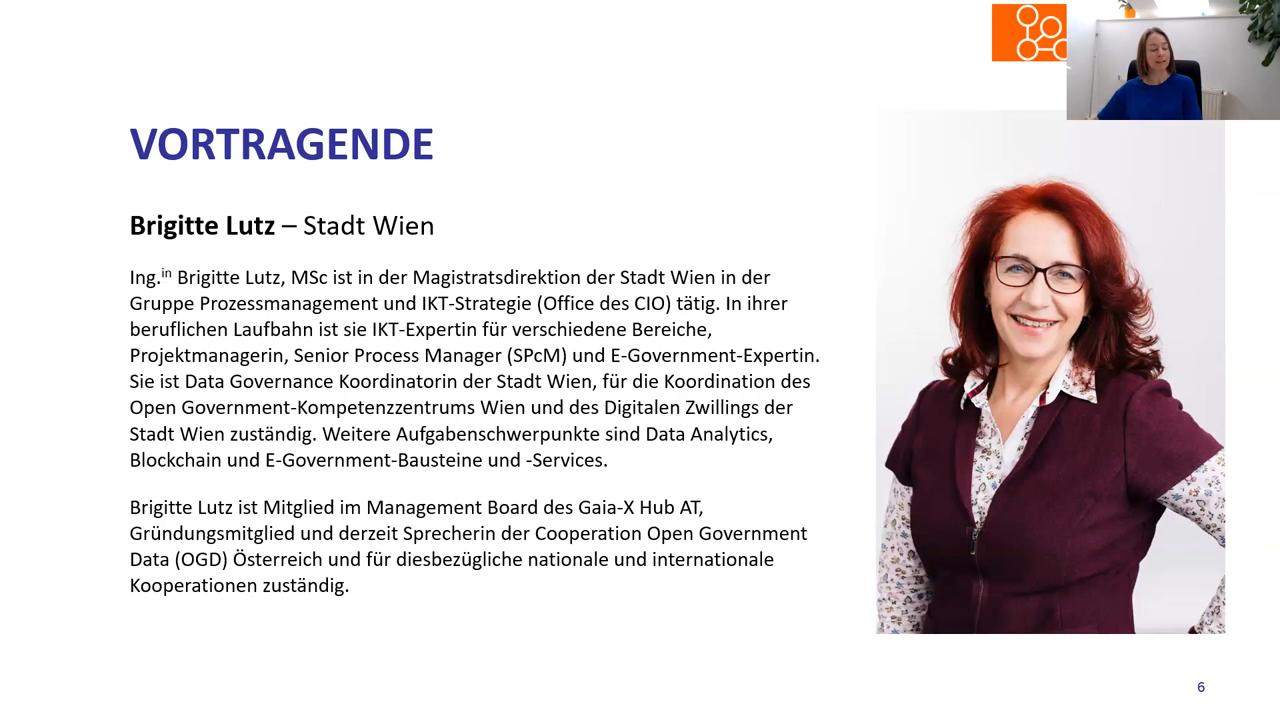 VORTRAGENDE
Brigitte Lutz – Stadt Wien
Ing.in Brigitte Lutz, MSc ist in der Magistratsdirektion der Stadt Wien in der
Gruppe Prozessmanagement und IKT-Strategie (Office des CIO) tätig. In ihrer
beruflichen Laufbahn ist sie IKT-Expertin für verschiedene Bereiche,
Projektmanagerin, Senior Process Manager (SPcM) und E-Government-Expertin.
Sie ist Data Governance Koordinatorin der Stadt Wien, für die Koordination des
Open Government-Kompetenzzentrums Wien und des Digitalen Zwillings der
Stadt Wien zuständig. Weitere Aufgabenschwerpunkte sind Data Analytics,
Blockchain und E-Government-Bausteine und -Services.
Brigitte Lutz ist Mitglied im Management Board des Gaia-X Hub AT,
Gründungsmitglied und derzeit Sprecherin der Cooperation Open Government
Data (OGD) Österreich und für diesbezügliche nationale und internationale
Kooperationen zuständig.
6